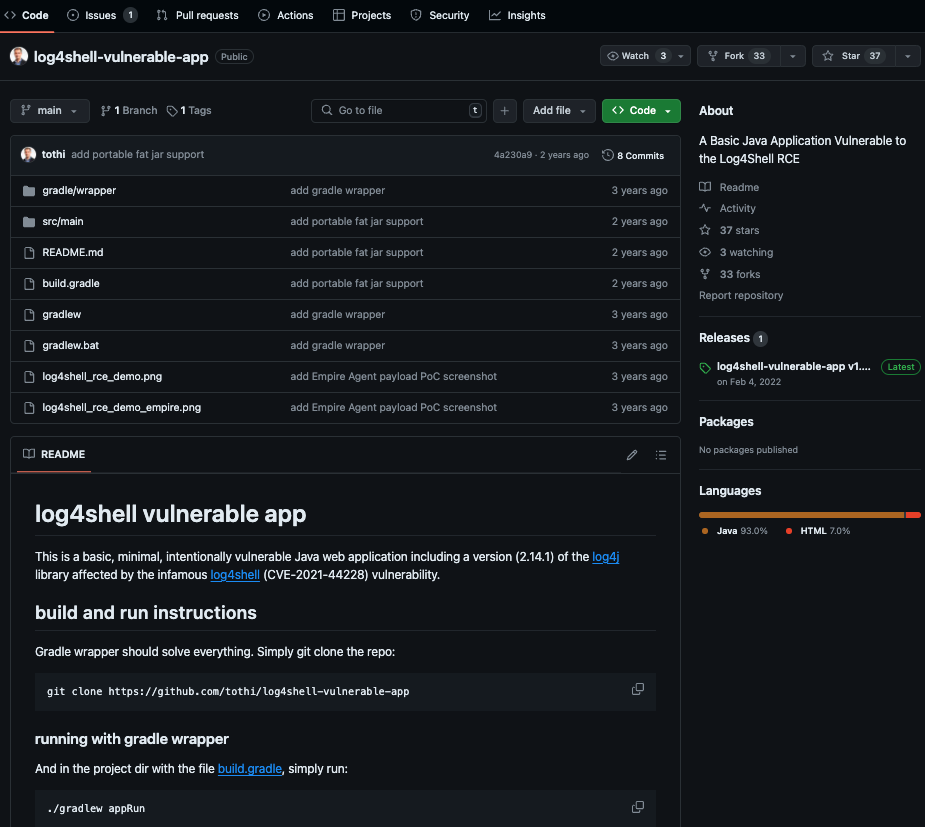 Code Issues 1 Pull requests Actions Projects Security Insights
log4shell-vulnerable-app Public Watch 3 Fork 33 Star 37
main 1 Branch 1 Tags Go to file t Add file Code
tothi add portable fat jar support 4a230a9 · 2 years ago 8 Commits
gradle/wrapper add gradle wrapper 3 years ago
src/main add portable fat jar support 2 years ago
README.md add portable fat jar support 2 years ago
build.gradle add portable fat jar support 2 years ago
gradlew add gradle wrapper 3 years ago
gradlew.bat add gradle wrapper 3 years ago
log4shell_rce_demo.png add Empire Agent payload PoC screenshot 3 years ago
log4shell_rce_demo_empire.png add Empire Agent payload PoC screenshot 3 years ago
README
log4shell vulnerable app
This is a basic, minimal, intentionally vulnerable Java web application including a version (2.14.1) of the log4j
library affected by the infamous log4shell (CVE-2021-44228) vulnerability.
build and run instructions
Gradle wrapper should solve everything. Simply git clone the repo:
git clone https://github.com/tothi/log4shell-vulnerable-app
running with gradle wrapper
And in the project dir with the file build.gradle, simply run:
./gradlew appRun
About
A Basic Java Application Vulnerable to
the Log4Shell RCE
Readme
Activity
37 stars
3 watching
33 forks
Report repository
Releases 1
log4shell-vulnerable-app v1.... Latest
on Feb 4, 2022
Packages
No packages published
Languages
Java 93.0% HTML 7.0%